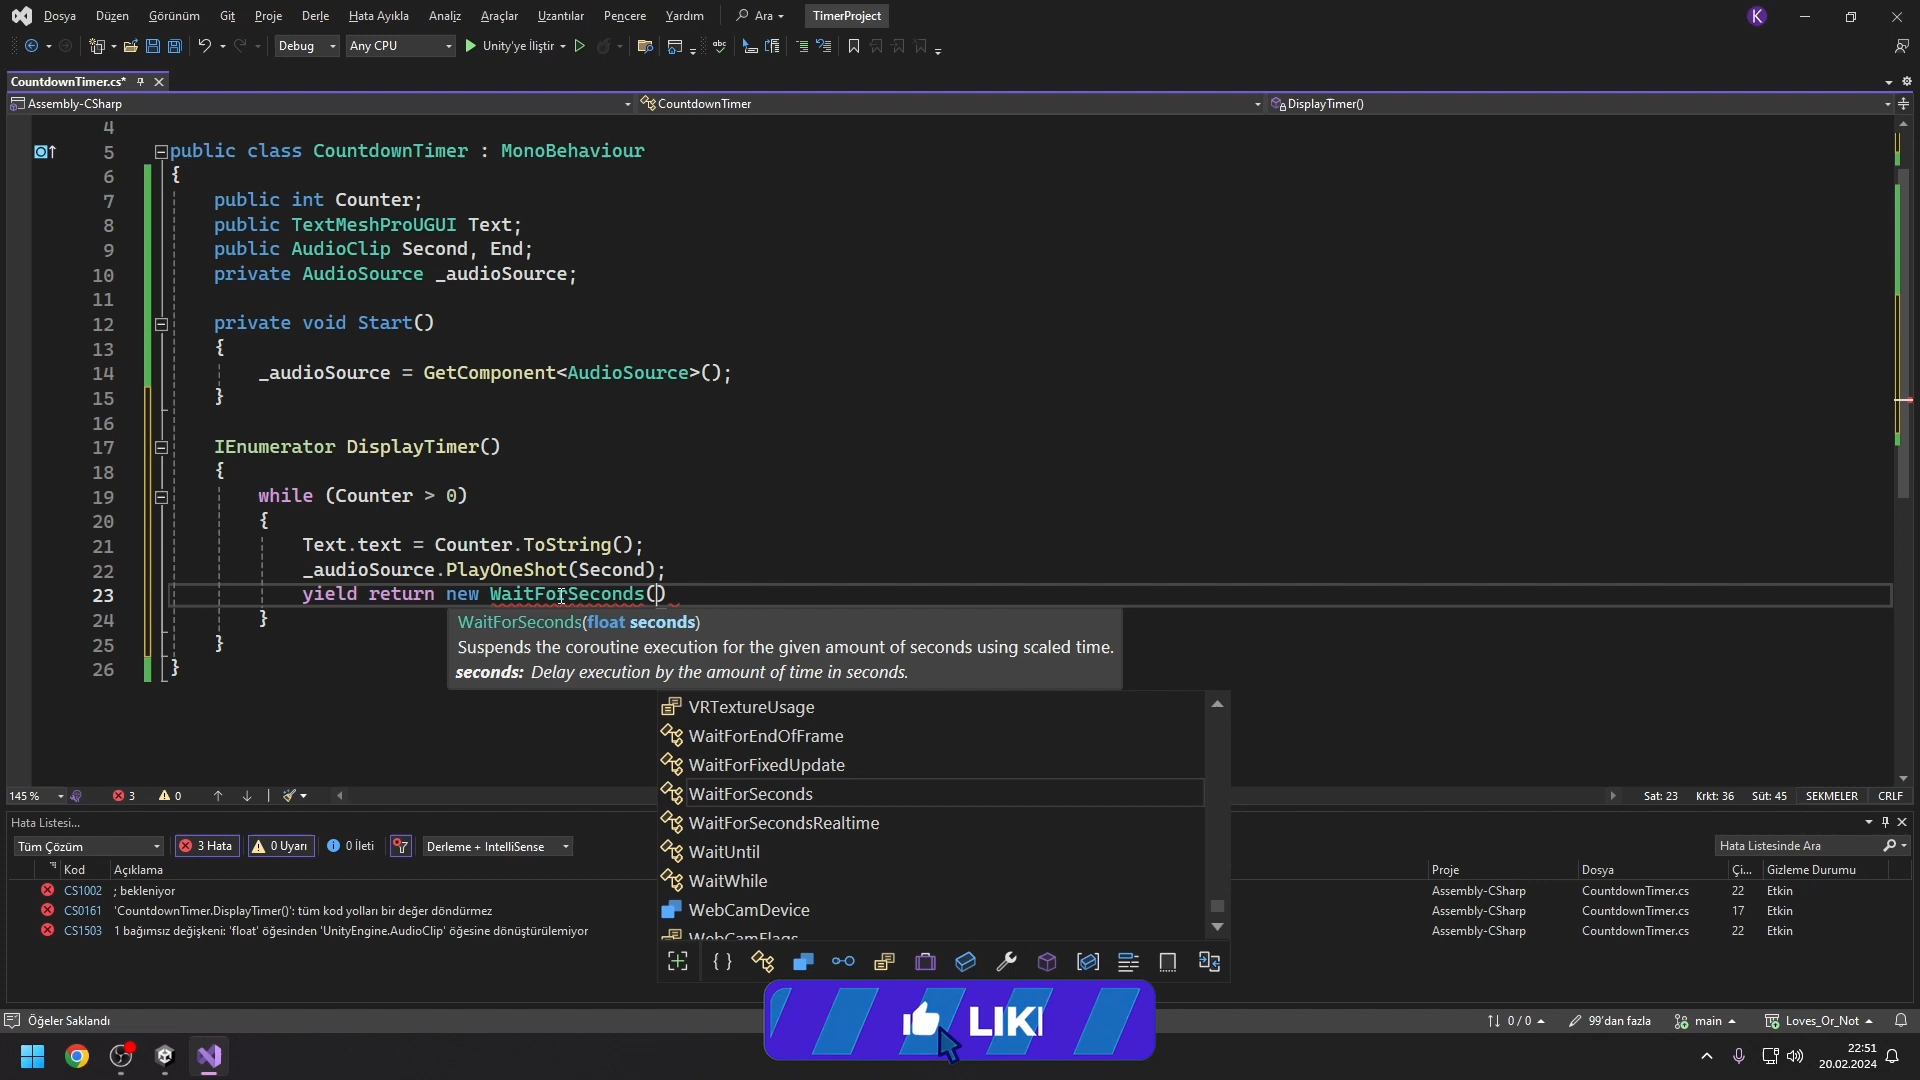 Dosya Düzen Görünüm Git Proje Derle Hata Ayıkla Analiz Araçlar Uzantılar Pencere Yardım Ara TimerProject K
Debug Any CPU Unity'ye İliştir
CountdownTimer.cs*
Assembly-CSharp CountdownTimer DisplayTimer()
4
5 public class CountdownTimer : MonoBehaviour
6 {
7 public int Counter;
8 public TextMeshProUGUI Text;
9 public AudioClip Second, End;
10 private AudioSource _audioSource;
11
12 private void Start()
13 {
14 _audioSource = GetComponent<AudioSource>();
15 }
16
17 IEnumerator DisplayTimer()
18 {
19 while (Counter > 0)
20 {
21 Text.text = Counter.ToString();
22 _audioSource.PlayOneShot(Second);
23 yield return new WaitForSeconds()
24 }
25 }
26 }
WaitForSeconds(float seconds)
Suspends the coroutine execution for the given amount of seconds using scaled time.
seconds: Delay execution by the amount of time in seconds.
VRTextureUsage
WaitForEndOfFrame
WaitForFixedUpdate
WaitForSeconds
WaitForSecondsRealtime
WaitUntil
WaitWhile
WebCamDevice
WebCamFlags
145 % 3 0 Sat: 23 Krkt: 36 Süt: 45 SEKMELER CRLF
Hata Listesi...
Tüm Çözüm 3 Hata 0 Uyarı 0 İleti Derleme + IntelliSense Hata Listesinde Ara
Kod Açıklama Proje Dosya Çi... Gizleme Durumu
CS1002 ; bekleniyor Assembly-CSharp CountdownTimer.cs 22 Etkin
CS0161 'CountdownTimer.DisplayTimer()': tüm kod yolları bir değer döndürmez Assembly-CSharp CountdownTimer.cs 17 Etkin
CS1503 1 bağımsız değişkeni: 'float' öğesinden 'UnityEngine.AudioClip' öğesine dönüştürülemiyor Assembly-CSharp CountdownTimer.cs 22 Etkin
LIK
Öğeler Saklandı 0 / 0 99'dan fazla main Loves_Or_Not
22:51
20.02.2024